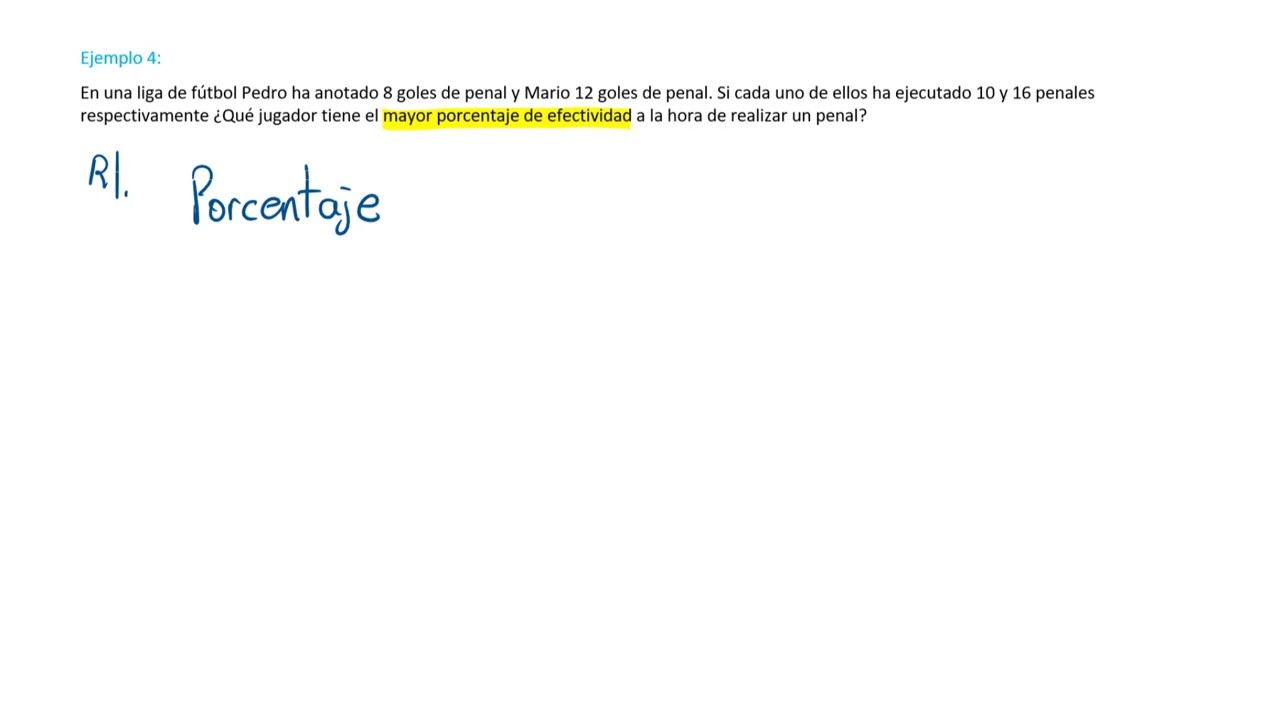 Ejemplo 4:
En una liga de fútbol Pedro ha anotado 8 goles de penal y Mario 12 goles de penal. Si cada uno de ellos ha ejecutado 10 y 16 penales
respectivamente ¿Qué jugador tiene el mayor porcentaje de efectividad a la hora de realizar un penal?
R|.
Porcentaje